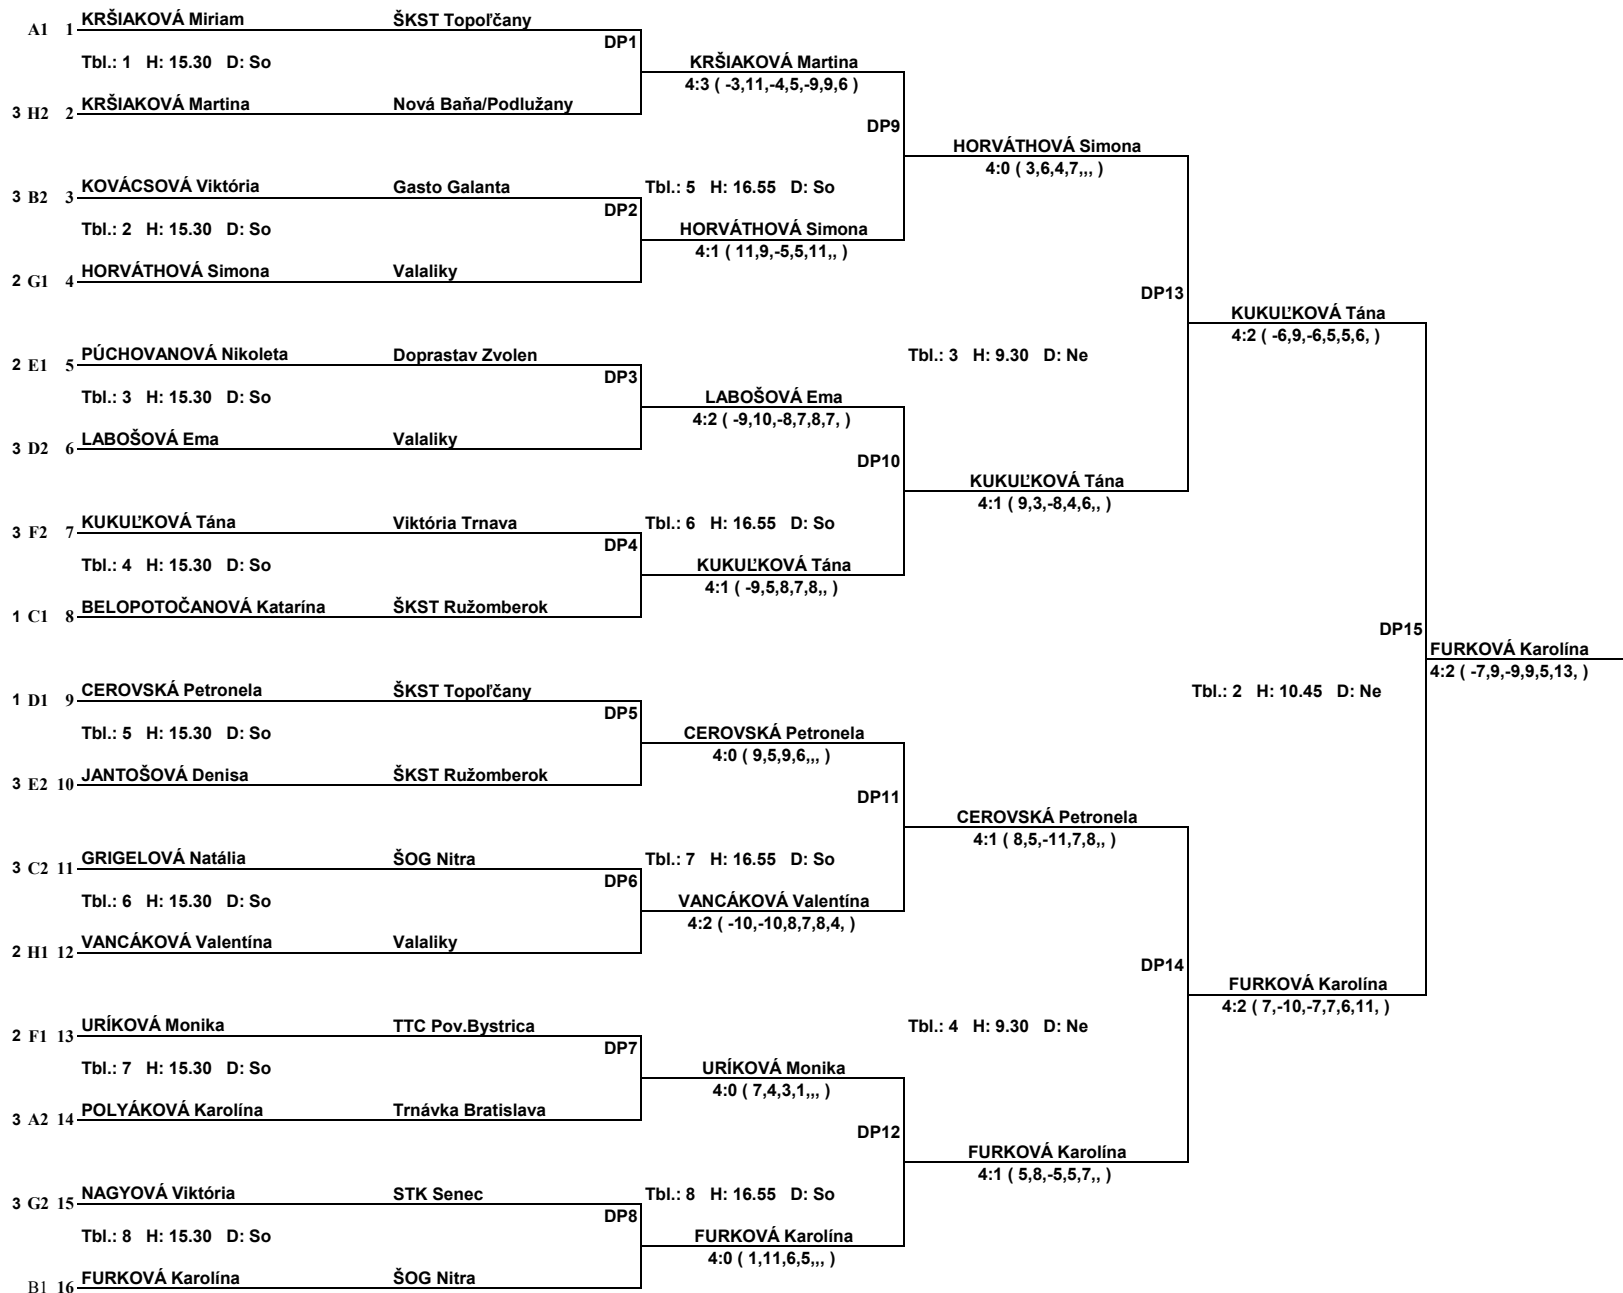 A1 1 KRŠIAKOVÁ Miriam ŠKST Topoľčany
DP1
Tbl.: 1 H: 15.30 D: So
KRŠIAKOVÁ Martina
4:3 ( -3,11,-4,5,-9,9,6 )
3 H2 2 KRŠIAKOVÁ Martina Nová Baňa/Podlužany
DP9
HORVÁTHOVÁ Simona
4:0 ( 3,6,4,7,,, )
3 B2 3 KOVÁCSOVÁ Viktória Gasto Galanta
Tbl.: 5 H: 16.55 D: So
DP2
Tbl.: 2 H: 15.30 D: So
HORVÁTHOVÁ Simona
4:1 ( 11,9,-5,5,11,, )
2 G1 4 HORVÁTHOVÁ Simona Valaliky
DP13
KUKUĽKOVÁ Tána
4:2 ( -6,9,-6,5,5,6, )
2 E1 5 PÚCHOVANOVÁ Nikoleta Doprastav Zvolen
Tbl.: 3 H: 9.30 D: Ne
DP3
Tbl.: 3 H: 15.30 D: So
LABOŠOVÁ Ema
4:2 ( -9,10,-8,7,8,7, )
3 D2 6 LABOŠOVÁ Ema Valaliky
DP10
KUKUĽKOVÁ Tána
4:1 ( 9,3,-8,4,6,, )
3 F2 7 KUKUĽKOVÁ Tána Viktória Trnava
Tbl.: 6 H: 16.55 D: So
DP4
Tbl.: 4 H: 15.30 D: So
KUKUĽKOVÁ Tána
4:1 ( -9,5,8,7,8,, )
1 C1 8 BELOPOTOČANOVÁ Katarína ŠKST Ružomberok
DP15
FURKOVÁ Karolína
4:2 ( -7,9,-9,9,5,13, )
1 D1 9 CEROVSKÁ Petronela ŠKST Topoľčany
Tbl.: 2 H: 10.45 D: Ne
DP5
Tbl.: 5 H: 15.30 D: So
CEROVSKÁ Petronela
4:0 ( 9,5,9,6,,, )
3 E2 10 JANTOŠOVÁ Denisa ŠKST Ružomberok
DP11
CEROVSKÁ Petronela
4:1 ( 8,5,-11,7,8,, )
3 C2 11 GRIGELOVÁ Natália ŠOG Nitra
Tbl.: 7 H: 16.55 D: So
DP6
Tbl.: 6 H: 15.30 D: So
VANCÁKOVÁ Valentína
4:2 ( -10,-10,8,7,8,4, )
2 H1 12 VANCÁKOVÁ Valentína Valaliky
DP14
FURKOVÁ Karolína
4:2 ( 7,-10,-7,7,6,11, )
2 F1 13 URÍKOVÁ Monika TTC Pov.Bystrica
Tbl.: 4 H: 9.30 D: Ne
DP7
Tbl.: 7 H: 15.30 D: So
URÍKOVÁ Monika
4:0 ( 7,4,3,1,,, )
3 A2 14 POLYÁKOVÁ Karolína Trnávka Bratislava
DP12
FURKOVÁ Karolína
4:1 ( 5,8,-5,5,7,, )
3 G2 15 NAGYOVÁ Viktória STK Senec
Tbl.: 8 H: 16.55 D: So
DP8
Tbl.: 8 H: 15.30 D: So
FURKOVÁ Karolína
4:0 ( 1,11,6,5,,, )
B1 16 FURKOVÁ Karolína ŠOG Nitra